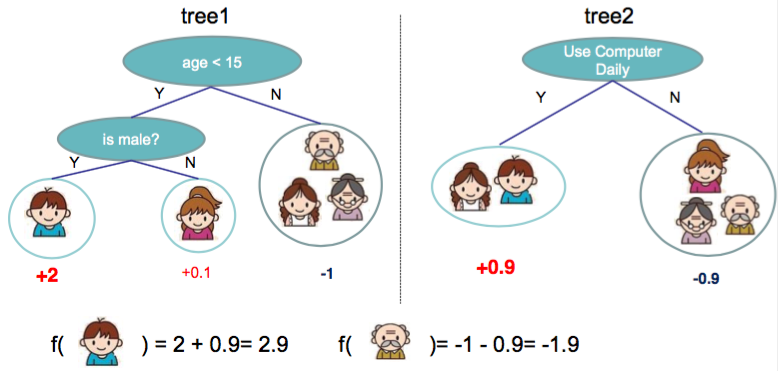 tree1
tree2
age < 15
Use Computer
Daily
Y
N
Y
N
is male?
Y
N
+2
+0.1
-1
+0.9
-0.9
f( ) = 2 + 0.9= 2.9
f( )= -1 - 0.9= -1.9